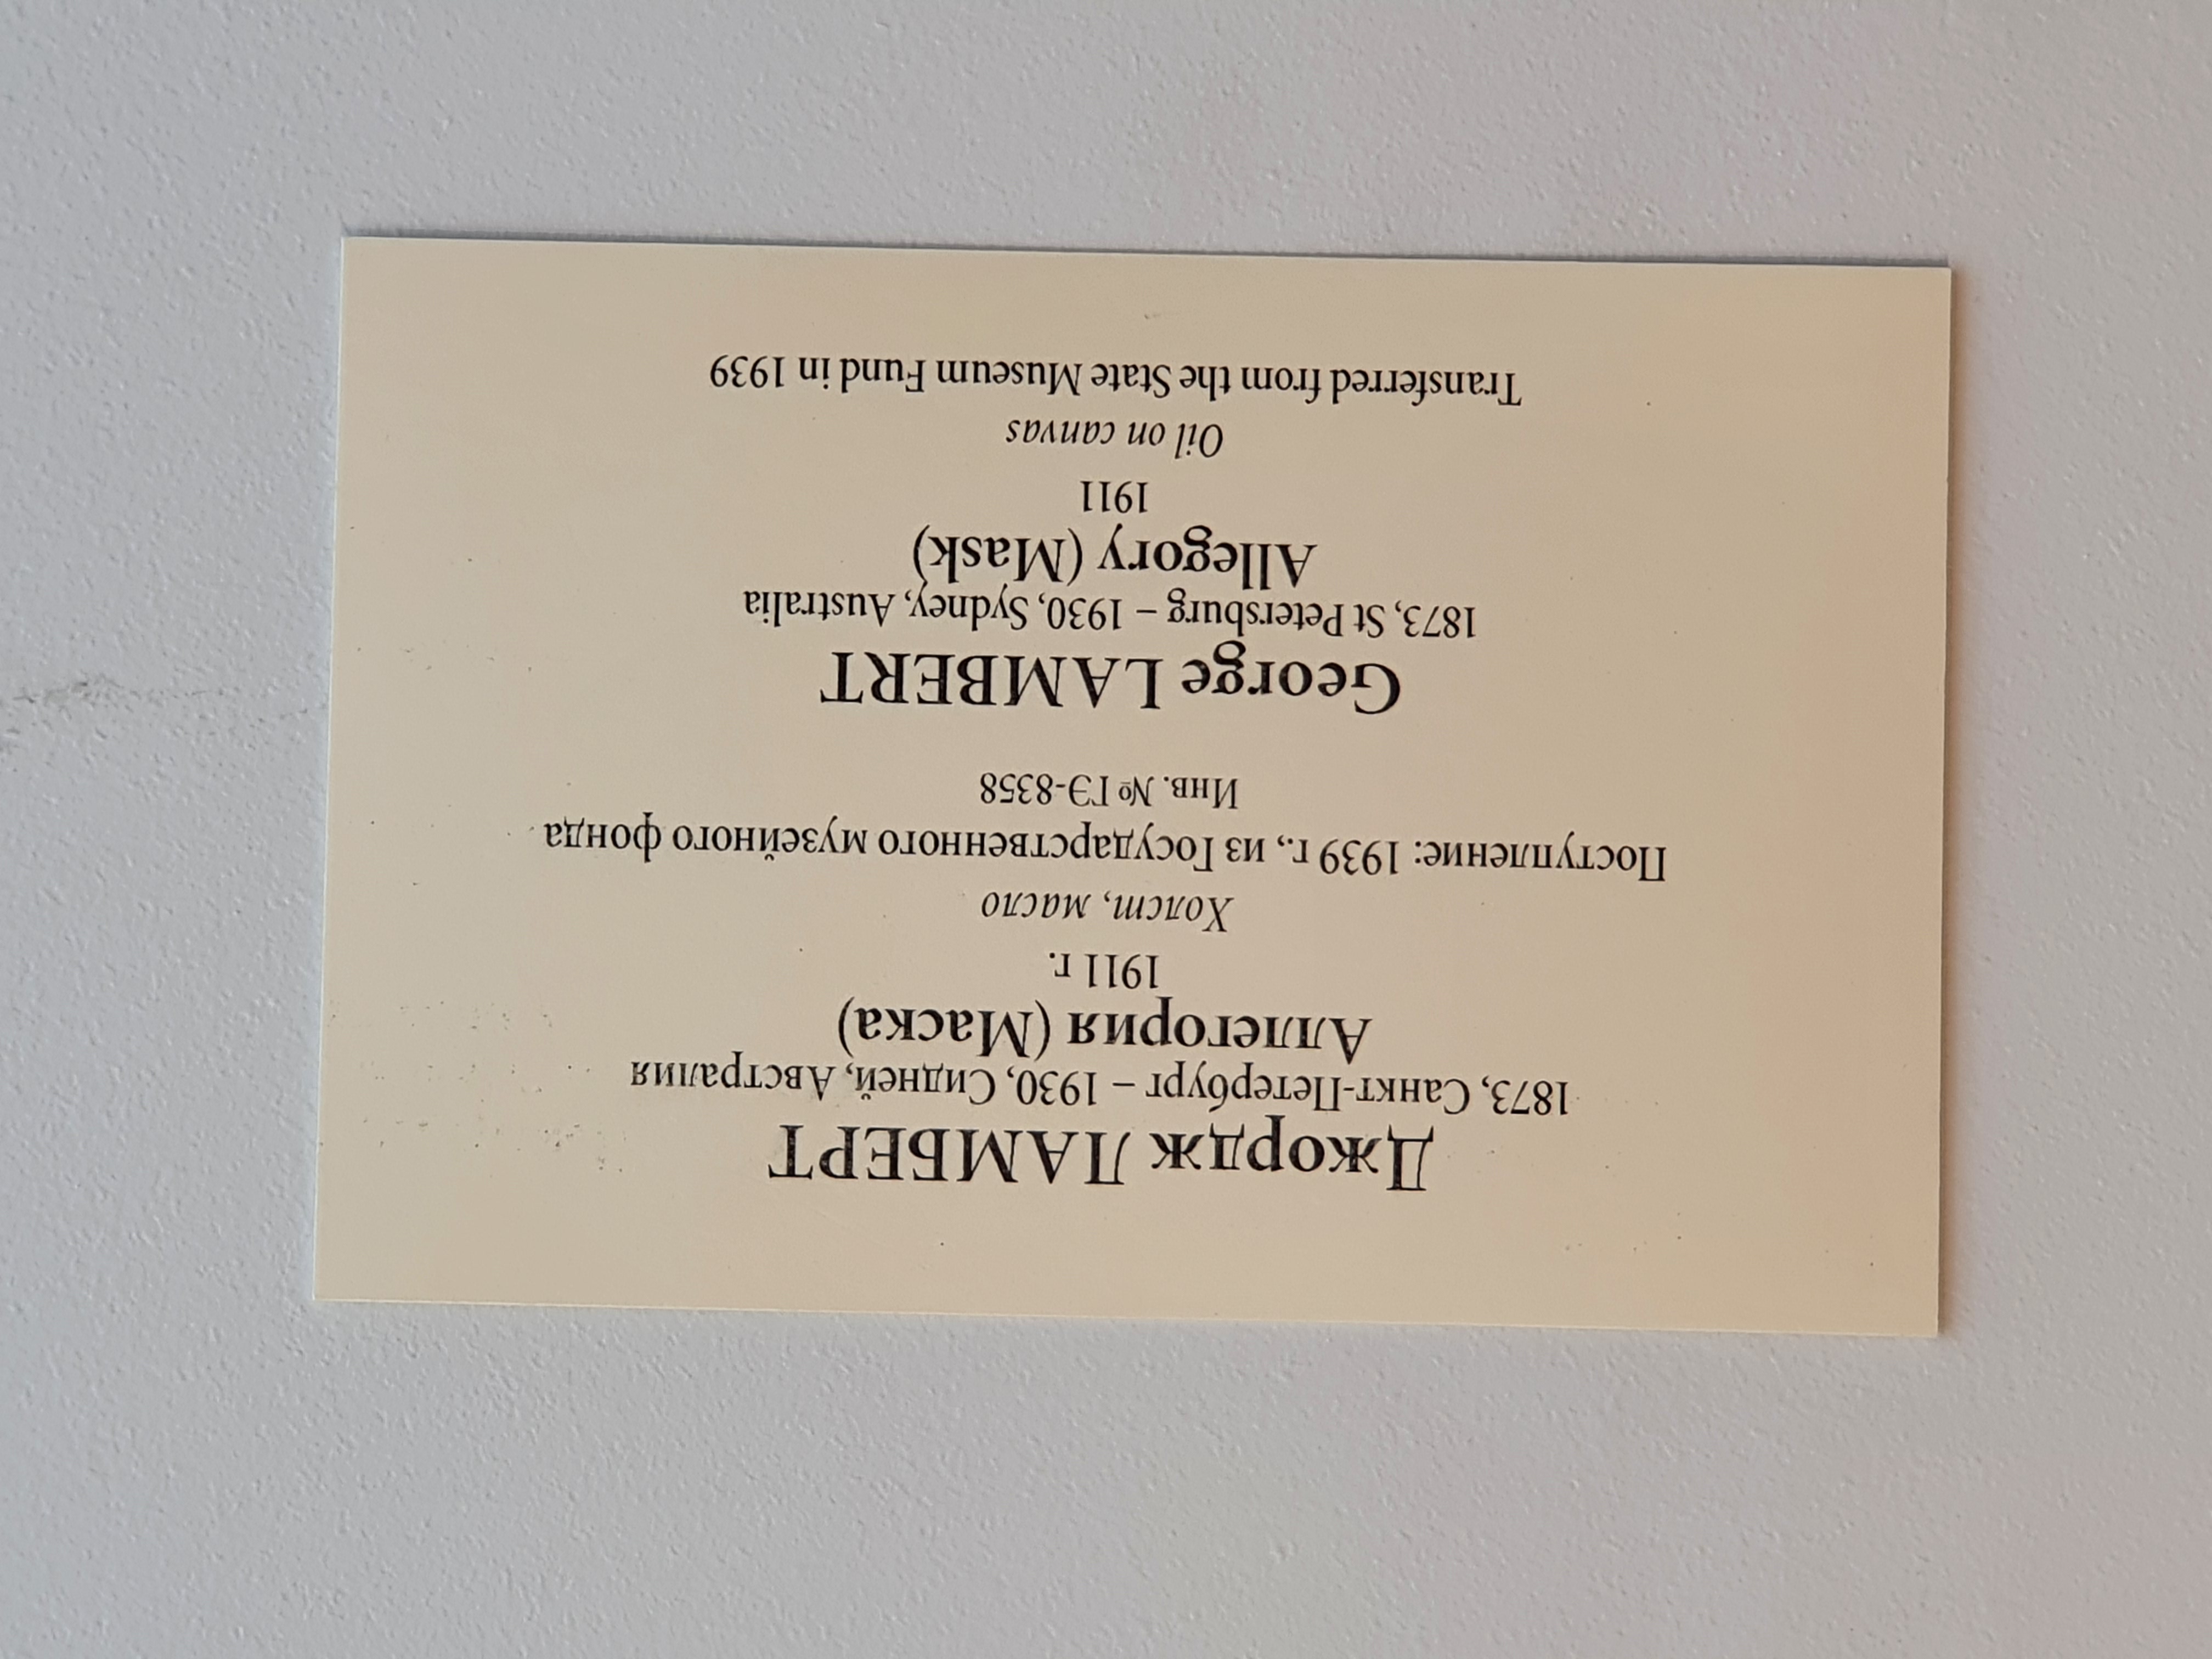 Джордж ЛАМБЕРТ
1873, Санкт-Петербург – 1930, Сидней, Австралия
Аллегория (Маска)
1911 г.
Холст, масло
Поступление: 1939 г., из Государственного музейного фонда
Инв. № ГЭ-8358
George LAMBERT
1873, St Petersburg – 1930, Sydney, Australia
Allegory (Mask)
1911
Oil on canvas
Transferred from the State Museum Fund in 1939